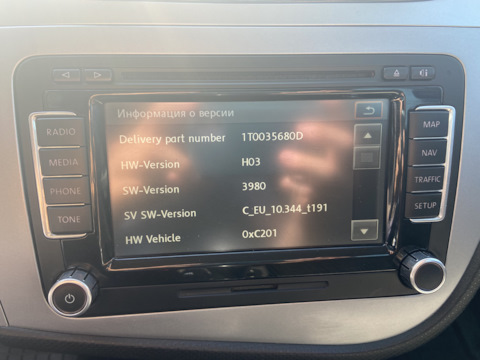 RADIO
MEDIA
PHONE
TONE
Информация о версии
Delivery part number 1T0035680D
HW-Version H03
SW-Version 3980
SV SW-Version C_EU_10.344_t191
HW Vehicle 0xC201
MAP
NAV
TRAFFIC
SETUP